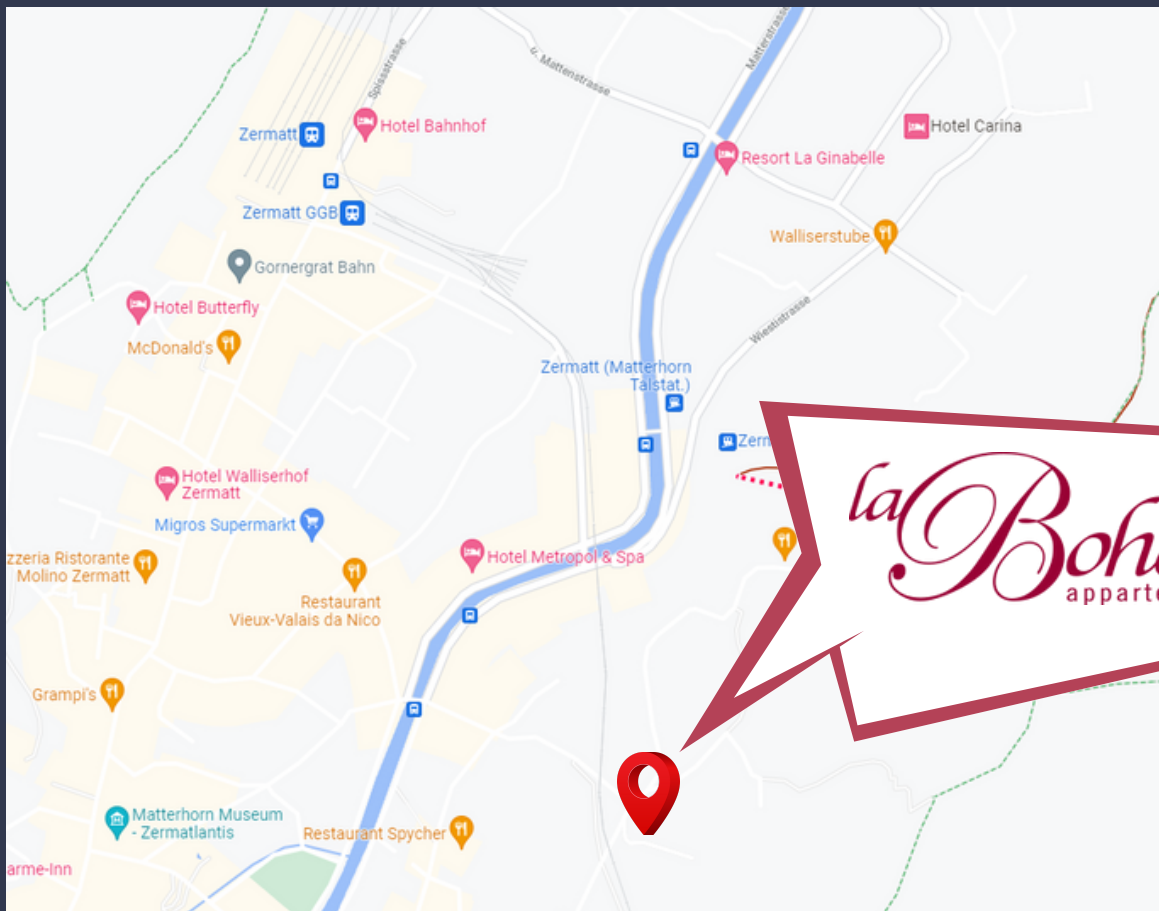 Spissstrasse
u. Mattenstrasse
Matterstrasse
Zermatt
Hotel Bahnhof
Hotel Carina
Resort La Ginabelle
Zermatt GGB
Walliserstube
Gornergrat Bahn
Hotel Butterfly
McDonald's
Wiestistrasse
Zermatt (Matterhorn
Talstat.)
Zern
Hotel Walliserhof
Zermatt
Migros Supermarkt
la Bohe
apparte
zzeria Ristorante
Molino Zermatt
Hotel Metropol & Spa
Restaurant
Vieux-Valais da Nico
Grampi's
Matterhorn Museum
- Zermatlantis
Restaurant Spycher
arme-Inn